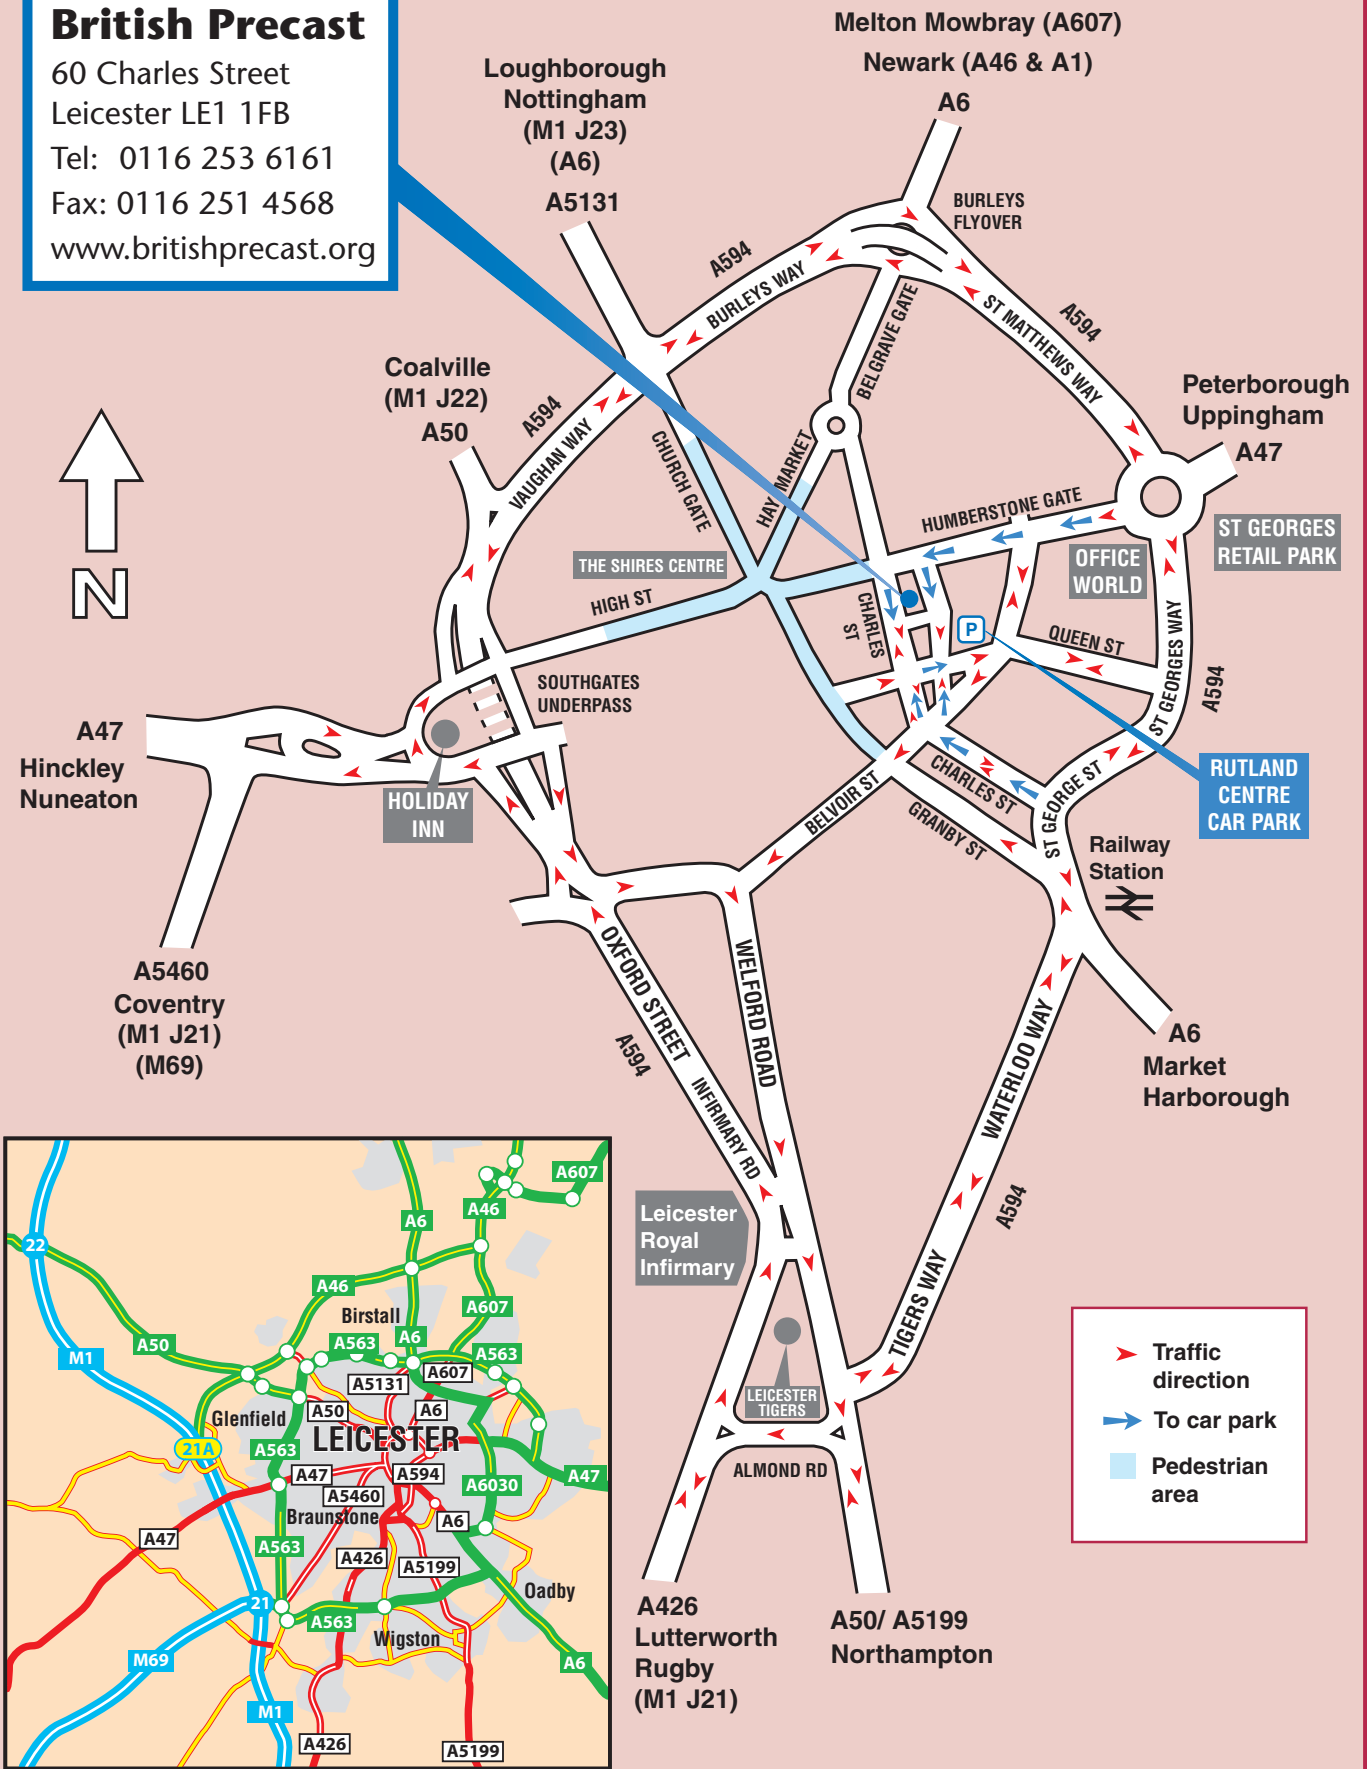 British Precast
60 Charles Street
Leicester LE1 1FB
Tel: 0116 253 6161
Fax: 0116 251 4568
www.britishprecast.org
Loughborough
Nottingham
(M1 J23)
(A6)
A5131
Melton Mowbray (A607)
Newark (A46 & A1)
A6
BURLEYS
FLYOVER
A594
BURLEYS WAY
ST MATTHEWS WAY
A594
BELGRAVE GATE
Coalville
(M1 J22)
A50
A594
VAUGHAN WAY
CHURCH GATE
HAY MARKET
Peterborough
Uppingham
A47
HUMBERSTONE GATE
ST GEORGES
RETAIL PARK
OFFICE
WORLD
N
THE SHIRES CENTRE
HIGH ST
CHARLES
ST
P
QUEEN ST
ST GEORGES WAY
A594
SOUTHGATES
UNDERPASS
A47
Hinckley
Nuneaton
HOLIDAY
INN
BELVOIR ST
CHARLES ST
GRANBY ST
ST GEORGE ST
RUTLAND
CENTRE
CAR PARK
Railway
Station
A5460
Coventry
(M1 J21)
(M69)
OXFORD STREET
A594
INFIRMARY RD
WELFORD ROAD
WATERLOO WAY
A594
A6
Market
Harborough
Leicester
Royal
Infirmary
TIGERS WAY
LEICESTER
TIGERS
ALMOND RD
Traffic
direction
To car park
Pedestrian
area
A426
Lutterworth
Rugby
(M1 J21)
A50/ A5199
Northampton
A607
A46
A6
22
A46
A607
Birstall
A50
A563
A6
A563
M1
A607
A5131
A50
A6
Glenfield
LEICESTER
21A
A563
A47
A594
A47
A5460
A6030
Braunstone
A6
A47
A563
A426
A5199
Oadby
21
A563
Wigston
M69
A6
M1
A426
A5199